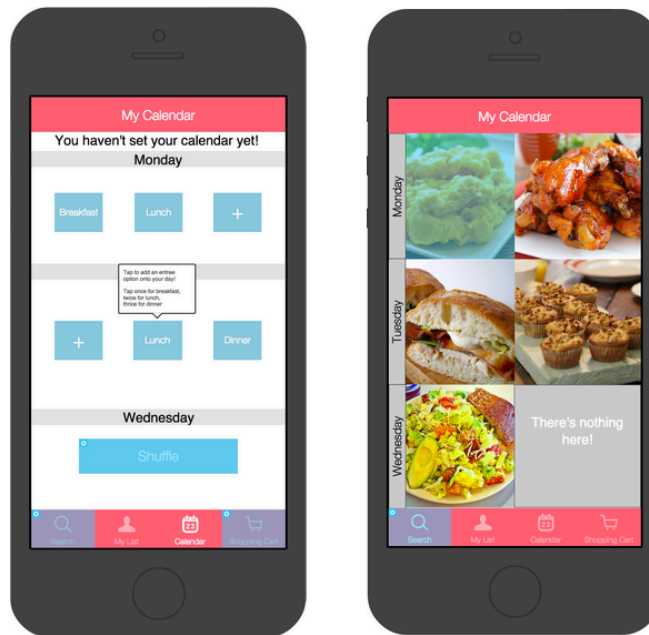 My Calendar
You haven't set your calendar yet!
Monday
Breakfast
Lunch
+
Tap to add an entree
option onto your day!
Tap once for breakfast,
twice for lunch,
thrice for dinner
+
Lunch
Dinner
Wednesday
Shuffle
Search
My List
23
Calendar
Shopping Cart
My Calendar
Monday
Tuesday
Wednesday
There's nothing
here!
Search
My List
23
Calendar
Shopping Cart